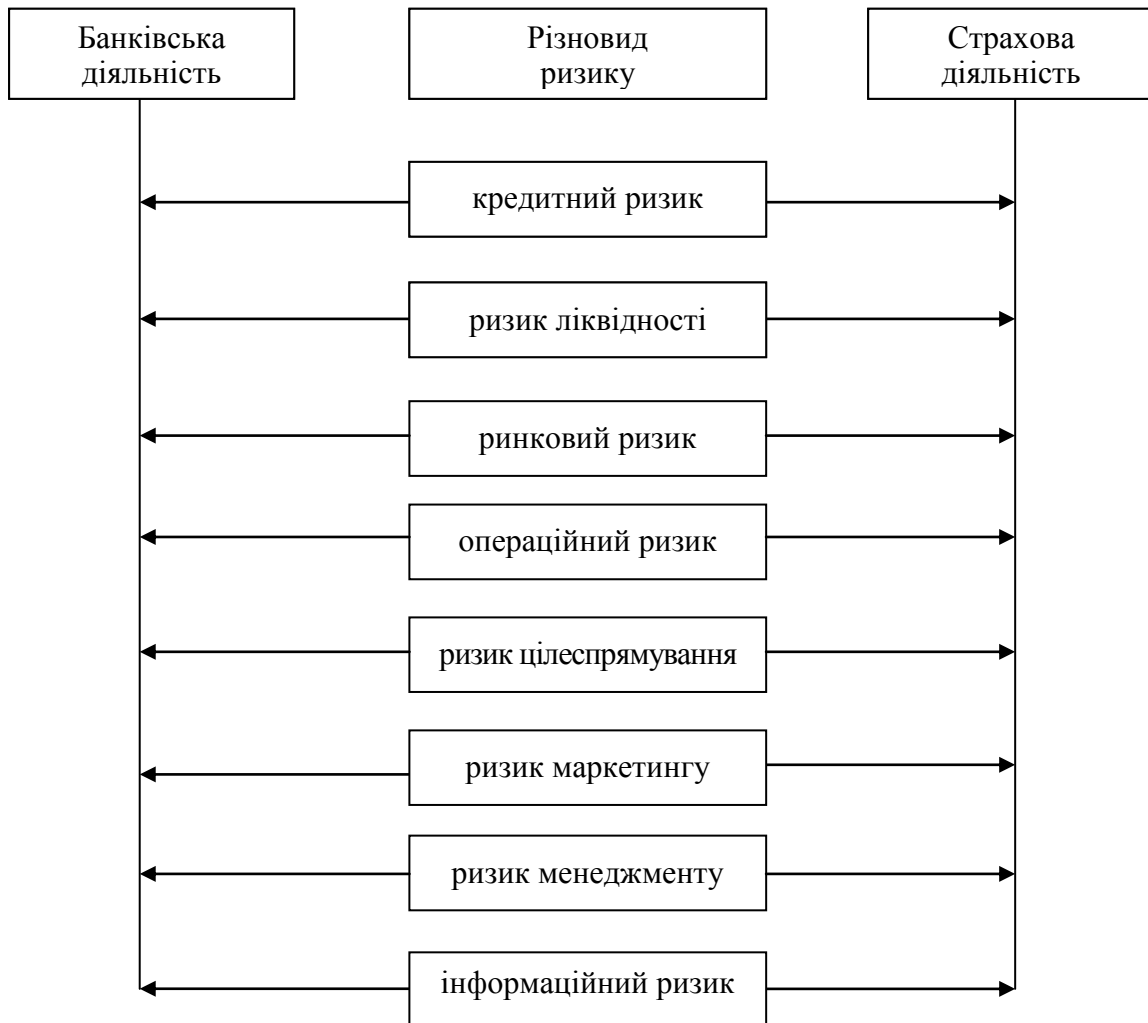 Банківська
діяльність
Різновид
ризику
Страхова
діяльність
кредитний ризик
ризик ліквідності
ринковий ризик
операційний ризик
ризик цілеспрямування
ризик маркетингу
ризик менеджменту
інформаційний ризик